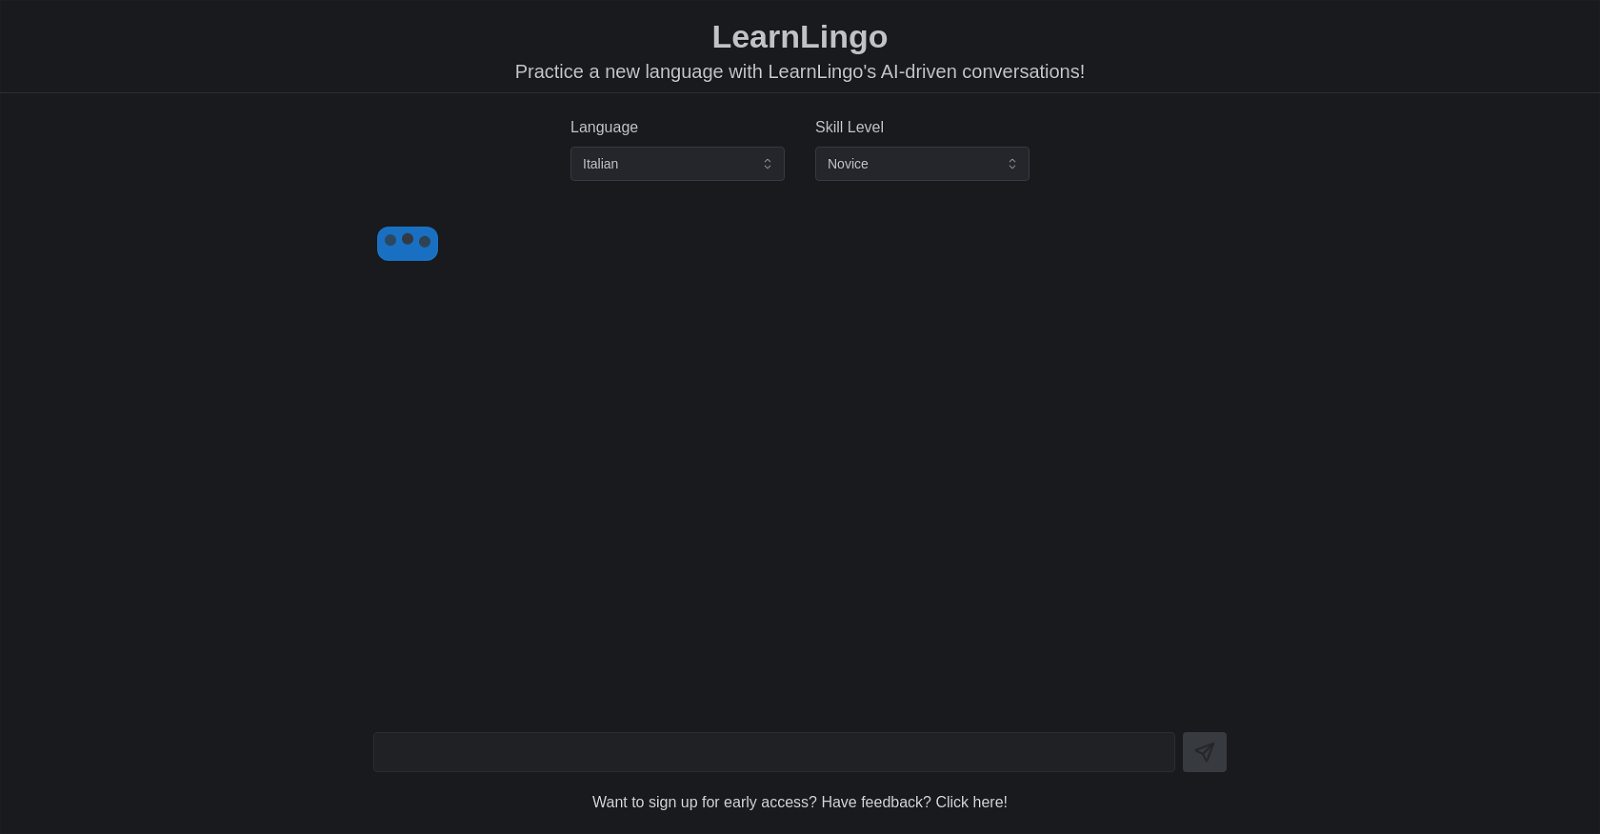 LearnLingo
Practice a new language with LearnLingo's AI-driven conversations!
Language
Skill Level
Italian
Novice
Want to sign up for early access? Have feedback? Click here!